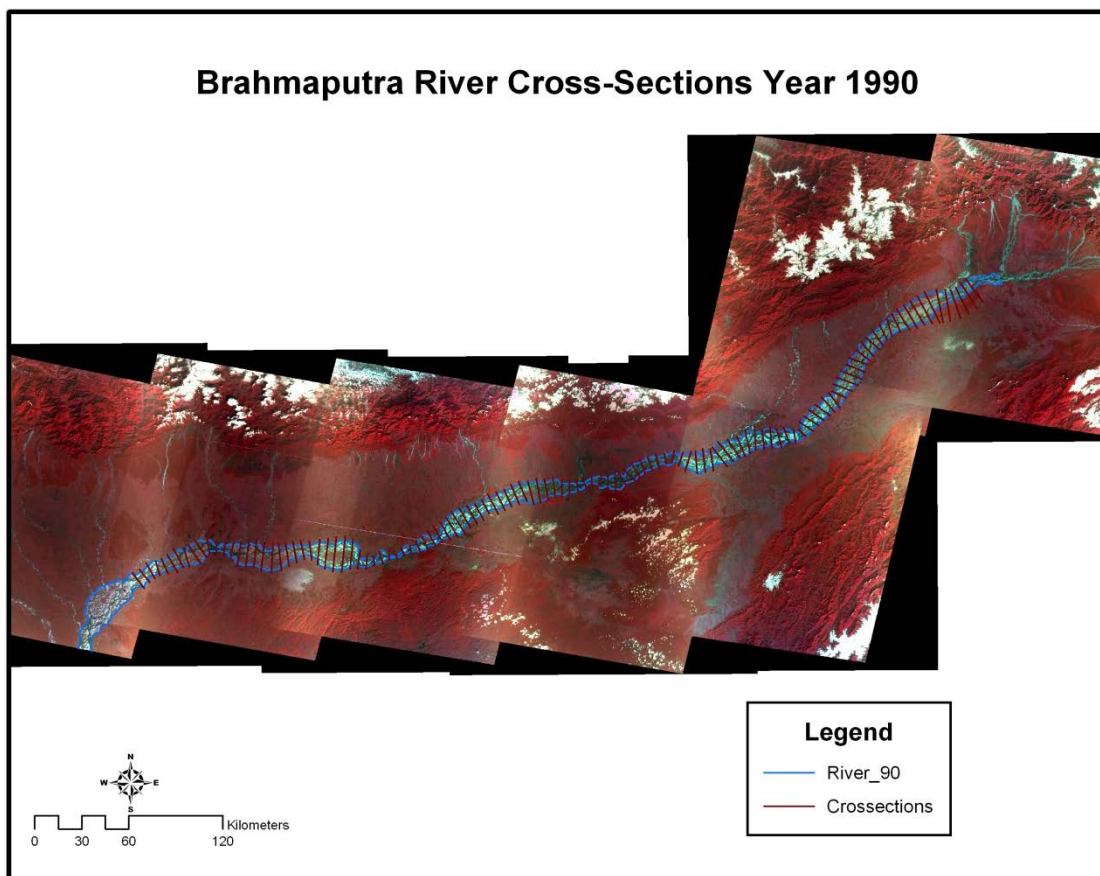 Brahmaputra River Cross-Sections Year 1990
Legend
River_90
Crossections
N
W E
S
Kilometers
0 30 60 120